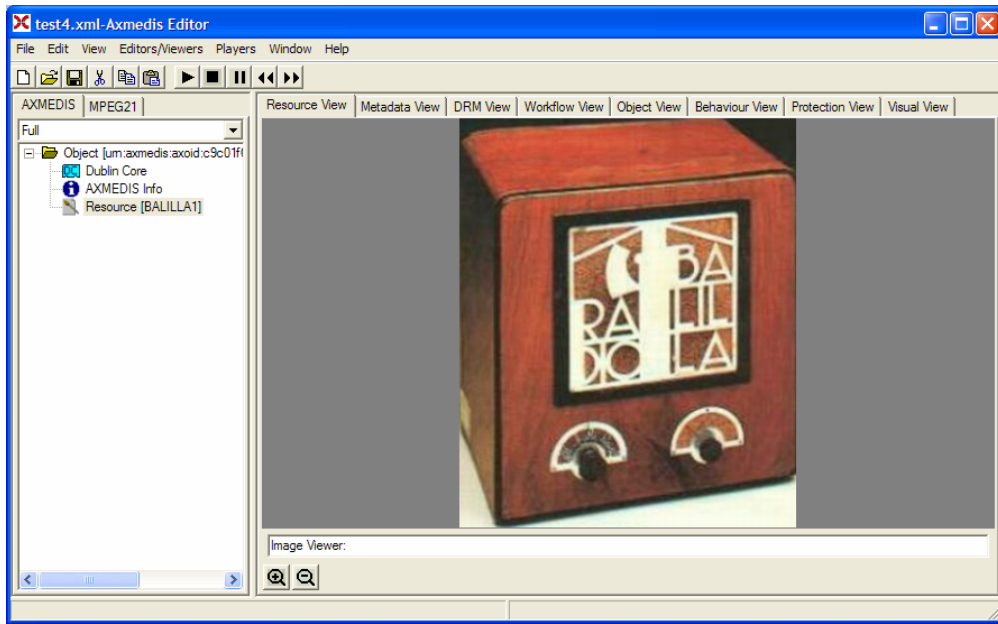 test4.xml-Axmedis Editor
File Edit View Editors/Viewers Players Window Help
AXMEDIS MPEG21
Resource View Metadata View DRM View Workflow View Object View Behaviour View Protection View Visual View
Full
Object [urn:axmedis:axoid:c9c01f(
DC Dublin Core
AXMEDIS Info
Resource [BALILLA1]
RA
DIO
BA
LIL
LA
Image Viewer: